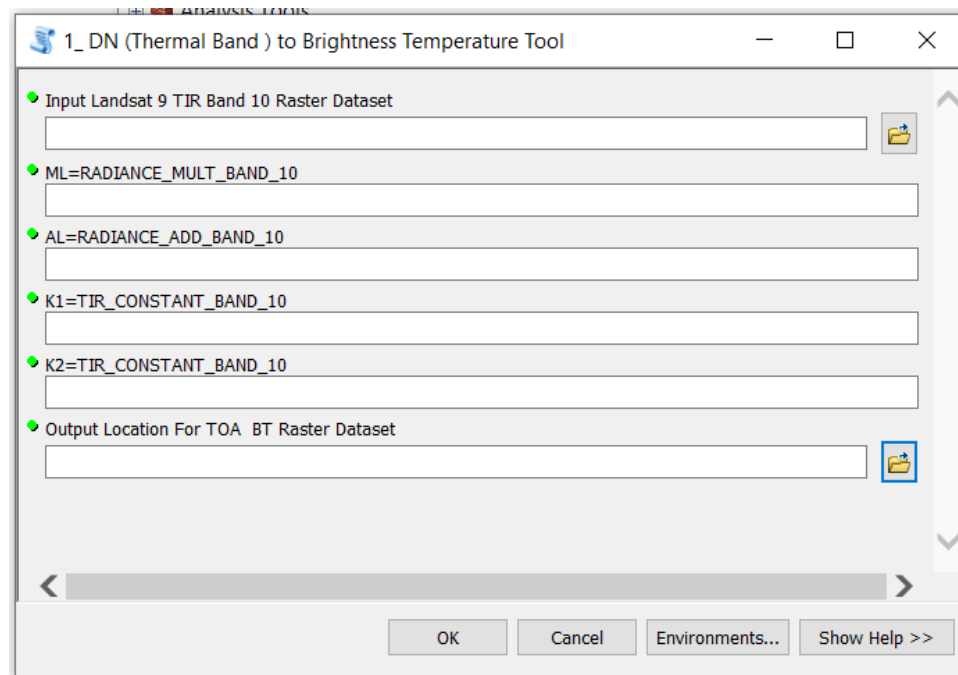 Analysis Tools
1_ DN (Thermal Band ) to Brightness Temperature Tool
Input Landsat 9 TIR Band 10 Raster Dataset
ML=RADIANCE_MULT_BAND_10
AL=RADIANCE_ADD_BAND_10
K1=TIR_CONSTANT_BAND_10
K2=TIR_CONSTANT_BAND_10
Output Location For TOA  BT Raster Dataset
OK Cancel Environments... Show Help >>